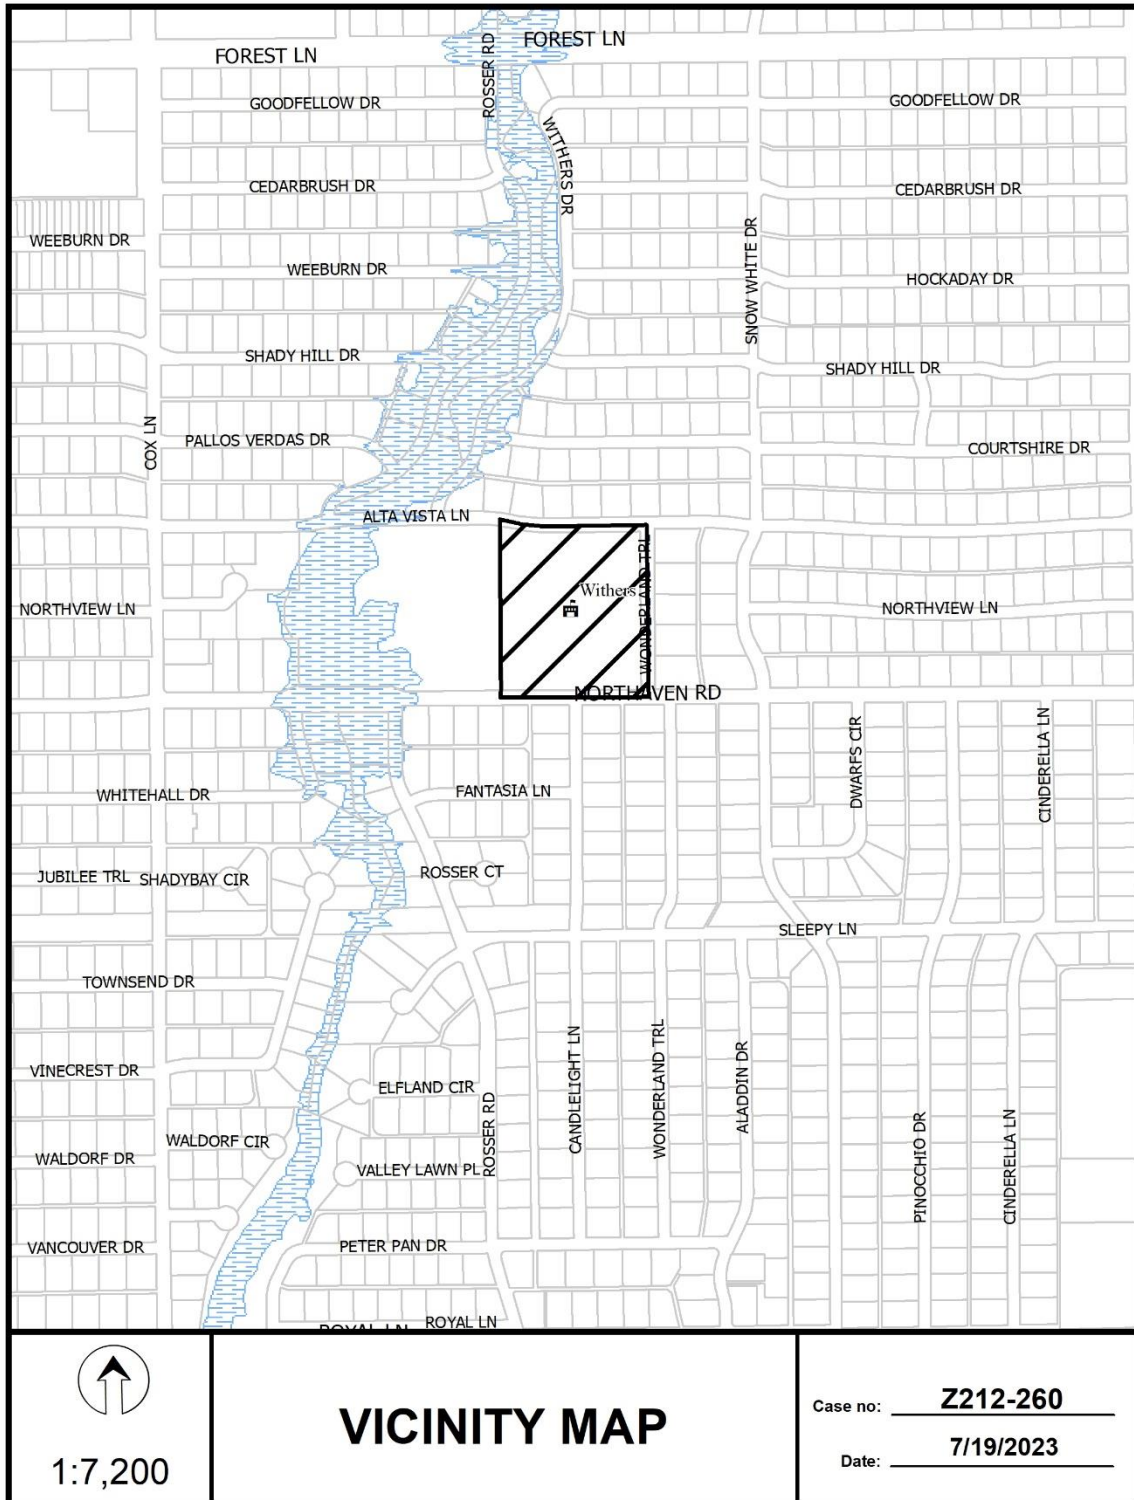 FOREST LN
FOREST LN
ROSSER RD
GOODFELLOW DR
GOODFELLOW DR
WITHERS DR
CEDARBRUSH DR
CEDARBRUSH DR
WEEBURN DR
WEEBURN DR
SNOW WHITE DR
HOCKADAY DR
SHADY HILL DR
SHADY HILL DR
COX LN
PALLOS VERDAS DR
COURTSHIRE DR
ALTA VISTA LN
Withers
WONDERLAND TRL
NORTHVIEW LN
NORTHVIEW LN
NORTHAVEN RD
DWARFS CIR
CINDERELLA LN
WHITEHALL DR
FANTASIA LN
JUBILEE TRL
SHADYBAY CIR
ROSSER CT
SLEEPY LN
TOWNSEND DR
VINECREST DR
ELFLAND CIR
ROSSER RD
CANDLELIGHT LN
WONDERLAND TRL
ALADDIN DR
PINOCCHIO DR
CINDERELLA LN
WALDORF CIR
WALDORF DR
VALLEY LAWN PL
VANCOUVER DR
PETER PAN DR
ROYAL LN
ROYAL LN
1:7,200
VICINITY MAP
Case no: Z212-260
Date: 7/19/2023